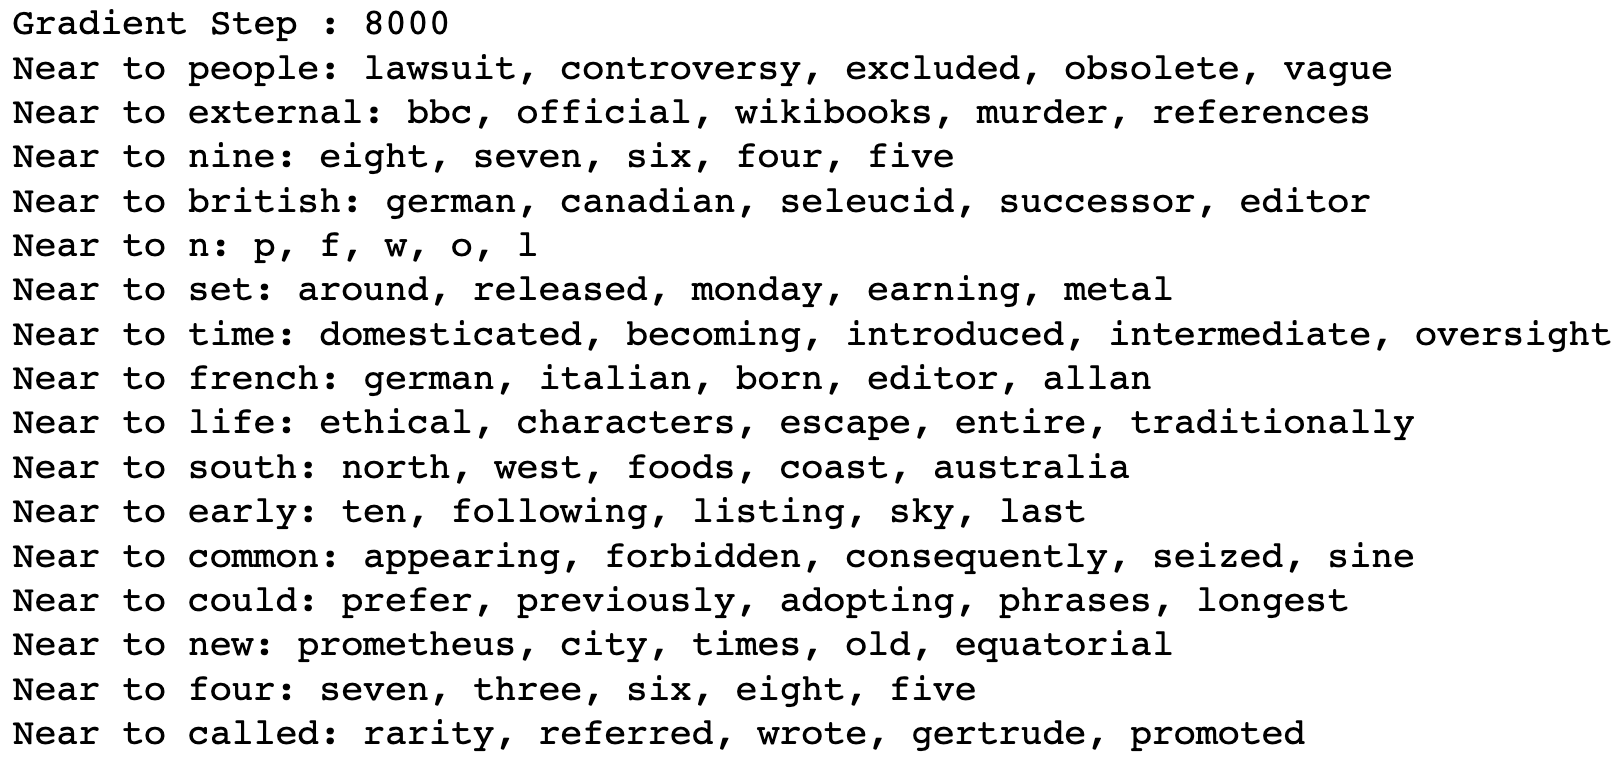 Gradient Step : 8000
Near to people: lawsuit, controversy, excluded, obsolete, vague
Near to external: bbc, official, wikibooks, murder, references
Near to nine: eight, seven, six, four, five
Near to british: german, canadian, seleucid, successor, editor
Near to n: p, f, w, o, l
Near to set: around, released, monday, earning, metal
Near to time: domesticated, becoming, introduced, intermediate, oversight
Near to french: german, italian, born, editor, allan
Near to life: ethical, characters, escape, entire, traditionally
Near to south: north, west, foods, coast, australia
Near to early: ten, following, listing, sky, last
Near to common: appearing, forbidden, consequently, seized, sine
Near to could: prefer, previously, adopting, phrases, longest
Near to new: prometheus, city, times, old, equatorial
Near to four: seven, three, six, eight, five
Near to called: rarity, referred, wrote, gertrude, promoted